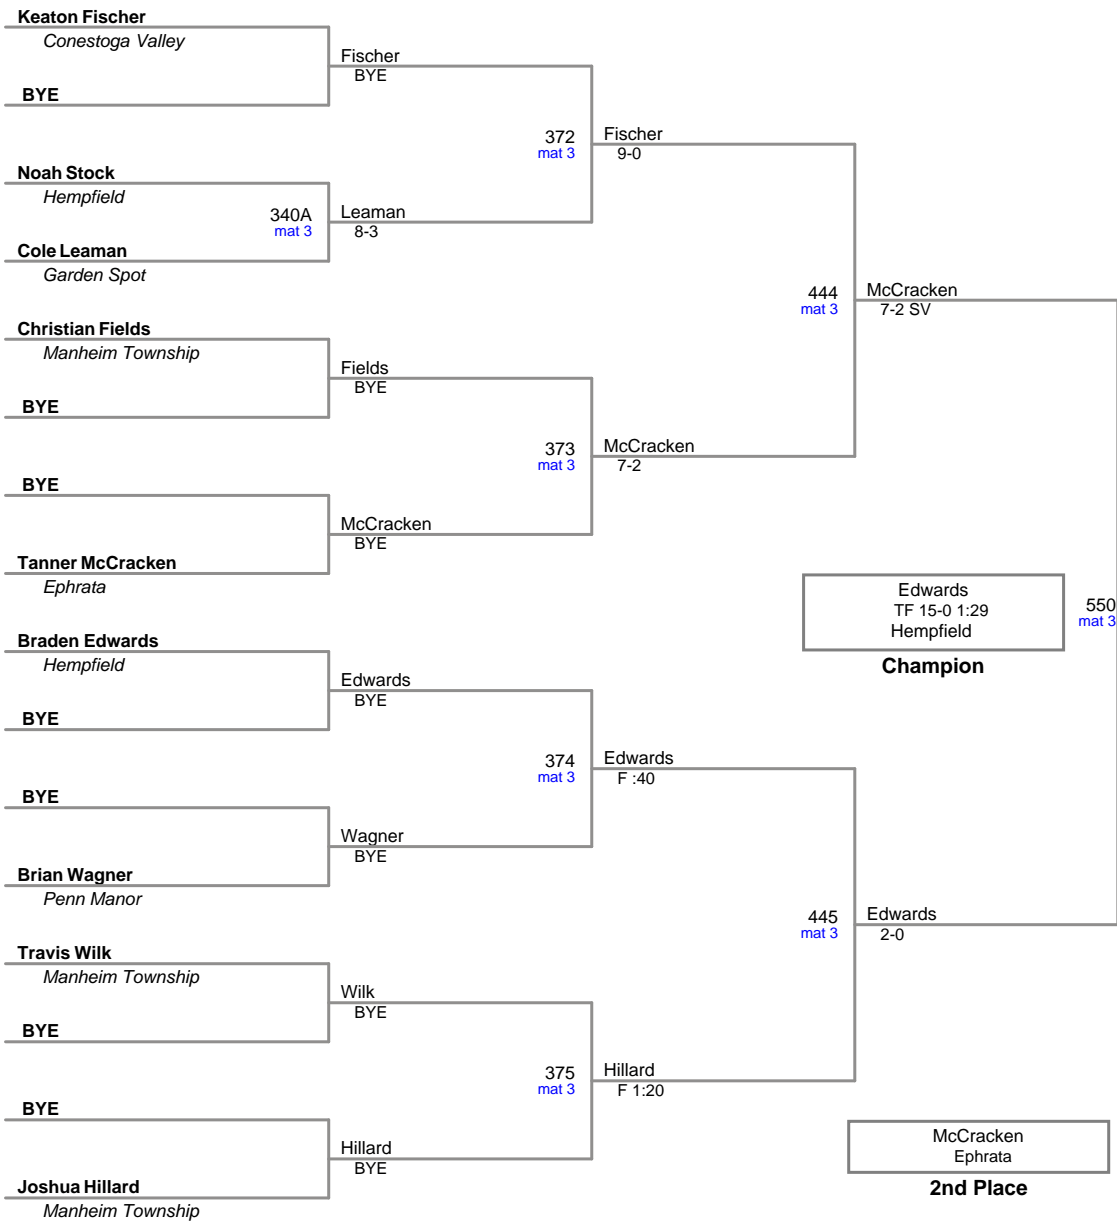 Keaton Fischer
Conestoga Valley
Fischer
BYE
BYE
372
mat 3
Fischer
9-0
Noah Stock
Hempfield
340A
mat 3
Leaman
8-3
Cole Leaman
Garden Spot
444
mat 3
McCracken
7-2 SV
Christian Fields
Manheim Township
Fields
BYE
BYE
373
mat 3
McCracken
7-2
BYE
McCracken
BYE
Tanner McCracken
Ephrata
Edwards
TF 15-0 1:29
Hempfield
Champion
550
mat 3
Braden Edwards
Hempfield
Edwards
BYE
BYE
374
mat 3
Edwards
F :40
BYE
Wagner
BYE
Brian Wagner
Penn Manor
445
mat 3
Edwards
2-0
Travis Wilk
Manheim Township
Wilk
BYE
BYE
375
mat 3
Hillard
F 1:20
BYE
Hillard
BYE
Joshua Hillard
Manheim Township
McCracken
Ephrata
2nd Place